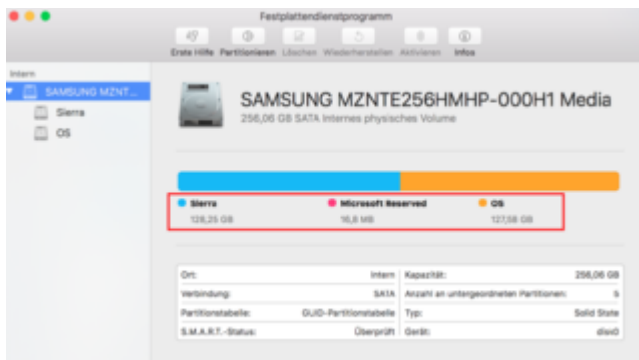 Festplattendienstprogramm
Erste Hilfe Partitionieren Löschen Wiederherstellen Aktivieren Infos
Intern
SAMSUNG MZNT...
Sierra
OS
SAMSUNG MZNTE256HMHP-000H1 Media
256,06 GB SATA Internes physisches Volume
Sierra Microsoft Reserved OS
128,25 GB 16,8 MB 127,58 GB
Ort: Intern Kapazität: 256,06 GB
Verbindung: SATA Anzahl an untergeordneten Partitionen: 5
Partitionstabelle: GUID-Partitionstabelle Typ: Solid State
S.M.A.R.T.-Status: Überprüft Gerät: disk0